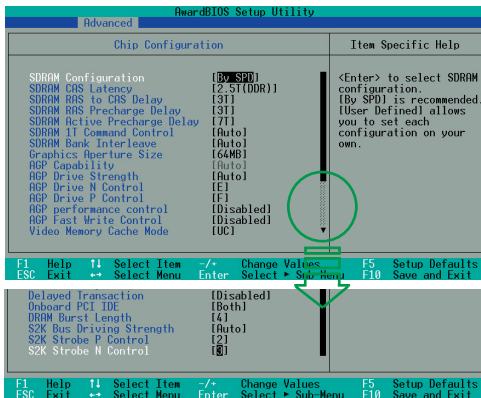 AwardBIOS Setup Utility
Advanced
Chip Configuration
Item Specific Help
SDRAM Configuration [By SPD]
SDRAM CAS Latency [2.5T(DDR)]
SDRAM RAS to CAS Delay [3T]
SDRAM RAS Precharge Delay [3T]
SDRAM Active Precharge Delay [7T]
SDRAM 1T Command Control [Auto]
SDRAM Bank Interleave [Auto]
Graphics Aperture Size [64MB]
AGP Capability [Auto]
AGP Drive Strength [Auto]
AGP Drive N Control [E]
AGP Drive P Control [F]
AGP performance control [Disabled]
AGP Fast Write Control [Disabled]
Video Memory Cache Mode [UC]
<Enter> to select SDRAM
configuration.
[By SPD] is recommended.
[User Defined] allows
you to set each
configuration on your
own.
F1 Help ↑↓ Select Item -/+ Change Values F5 Setup Defaults
ESC Exit ↔ Select Menu Enter Select ► Sub-Menu F10 Save and Exit
Delayed Transaction [Disabled]
Onboard PCI IDE [Both]
DRAM Burst Length [4]
S2K Bus Driving Strength [Auto]
S2K Strobe P Control [2]
S2K Strobe N Control
F1 Help ↑↓ Select Item -/+ Change Values F5 Setup Defaults
ESC Exit ↔ Select Menu Enter Select ► Sub-Menu F10 Save and Exit